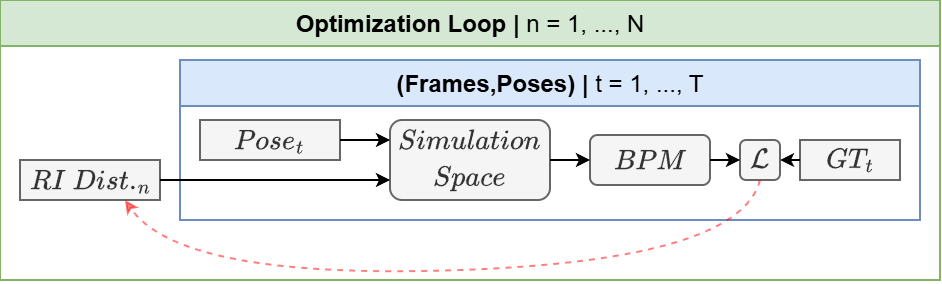 Optimization Loop | n = 1, ..., N
(Frames,Poses) | t = 1, ..., T
Pose_t
Simulation
Space
BPM
ℒ
GT_t
RI Dist._n